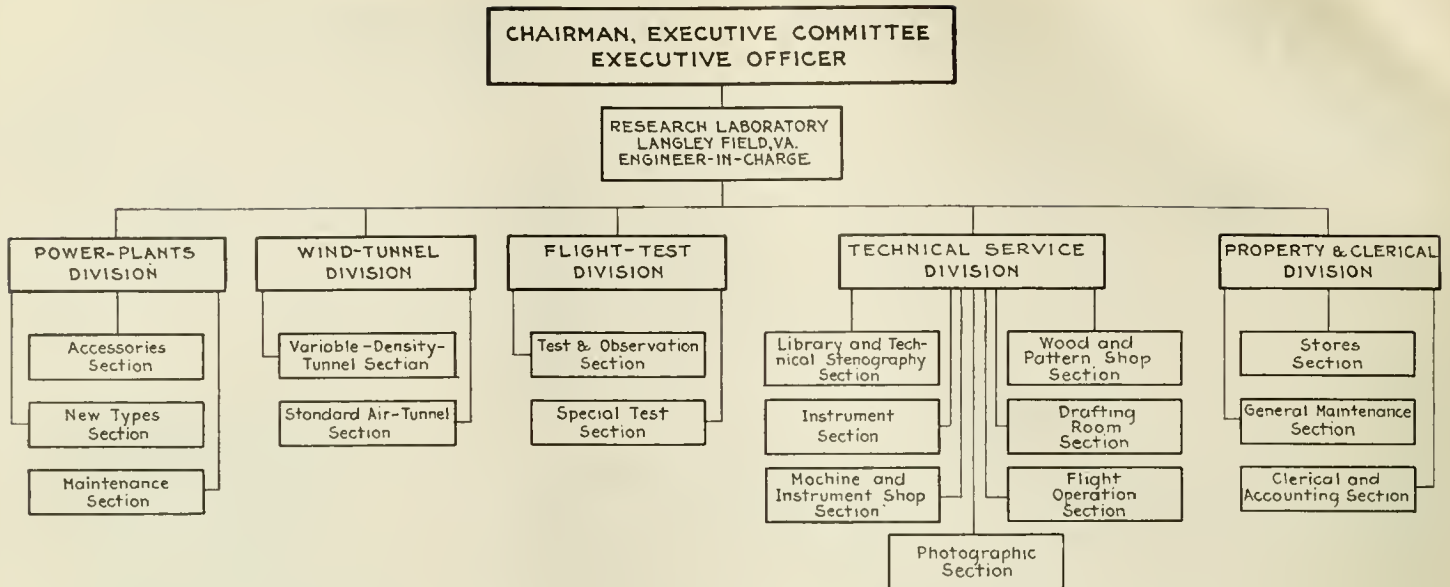 CHAIRMAN, EXECUTIVE COMMITTEE
EXECUTIVE OFFICER
RESEARCH LABORATORY
LANGLEY FIELD, VA.
ENGINEER-IN-CHARGE
POWER-PLANTS
DIVISION
Accessories
Section
New Types
Section
Maintenance
Section
WIND-TUNNEL
DIVISION
Variable-Density-
Tunnel Section
Standard Air-Tunnel
Section
FLIGHT-TEST
DIVISION
Test & Observation
Section
Special Test
Section
TECHNICAL SERVICE
DIVISION
Library and Tech-
nical Stenography
Section
Instrument
Section
Machine and
Instrument Shop
Section
Wood and
Pattern Shop
Section
Drafting
Room
Section
Flight
Operation
Section
Photographic
Section
PROPERTY & CLERICAL
DIVISION
Stores
Section
General Maintenance
Section
Clerical and
Accounting Section